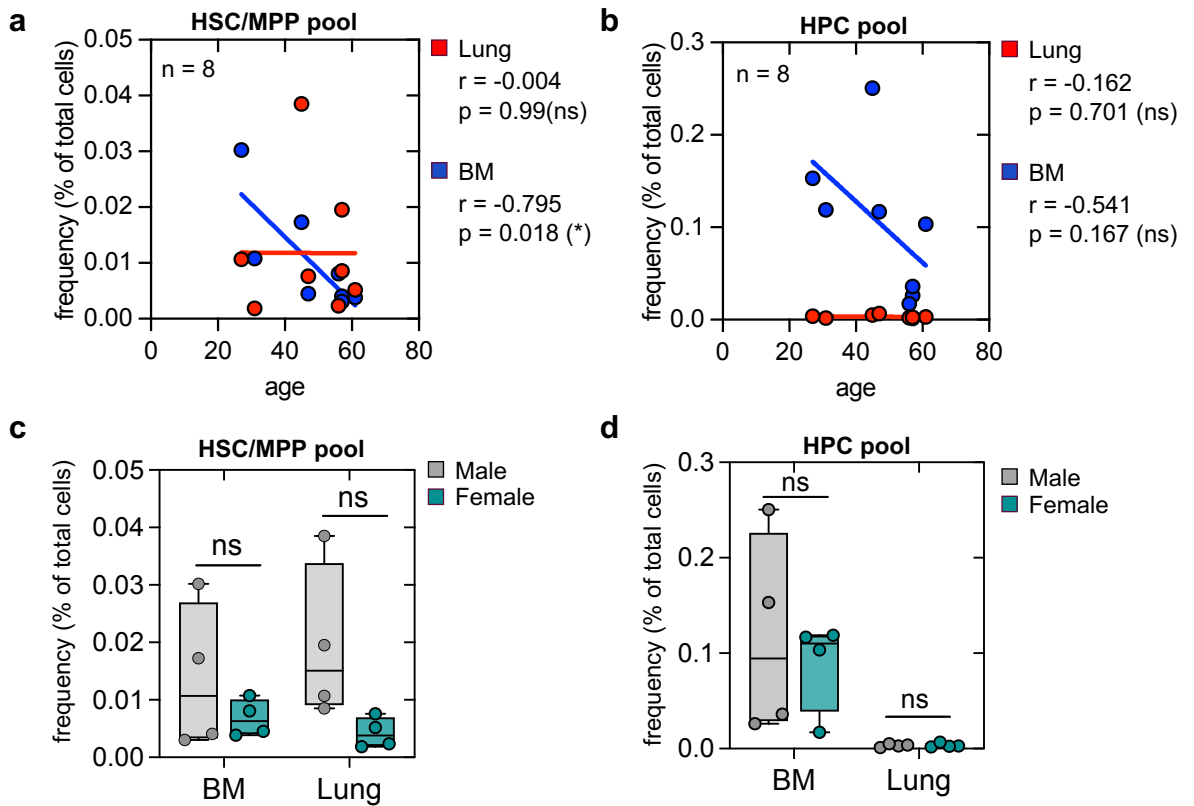 a
HSC/MPP pool
frequency (% of total cells)
0.05
0.04
0.03
0.02
0.01
0.00
0 20 40 60 80
age
n = 8
Lung
r = -0.004
p = 0.99(ns)
BM
r = -0.795
p = 0.018 (*)
b
HPC pool
frequency (% of total cells)
0.3
0.2
0.1
0.0
0 20 40 60 80
age
n = 8
Lung
r = -0.162
p = 0.701 (ns)
BM
r = -0.541
p = 0.167 (ns)
c
HSC/MPP pool
frequency (% of total cells)
0.05
0.04
0.03
0.02
0.01
0.00
ns
ns
BM Lung
Male
Female
d
HPC pool
frequency (% of total cells)
0.3
0.2
0.1
0.0
ns
ns
BM Lung
Male
Female